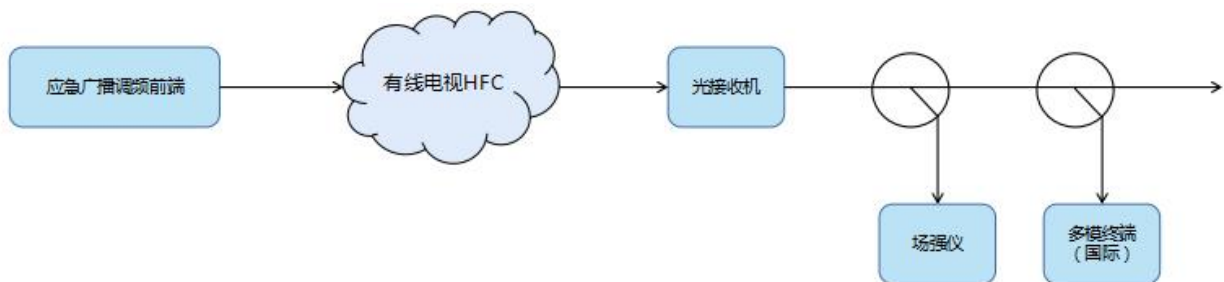 应急广播调频前端
有线电视HFC
光接收机
场强仪
多模终端
（国际）